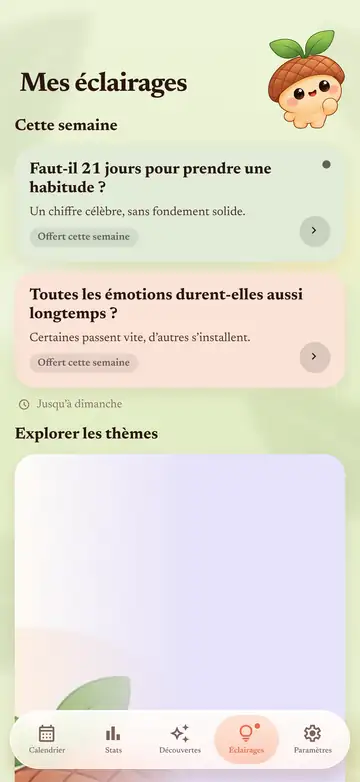 Mes éclairages
Cette semaine
Faut-il 21 jours pour prendre une
habitude ?
Un chiffre célèbre, sans fondement solide.
Offert cette semaine
Toutes les émotions durent-elles aussi
longtemps ?
Certaines passent vite, d'autres s'installent.
Offert cette semaine
Jusqu'à dimanche
Explorer les thèmes
Calendrier
Stats
Découvertes
Éclairages
Paramètres